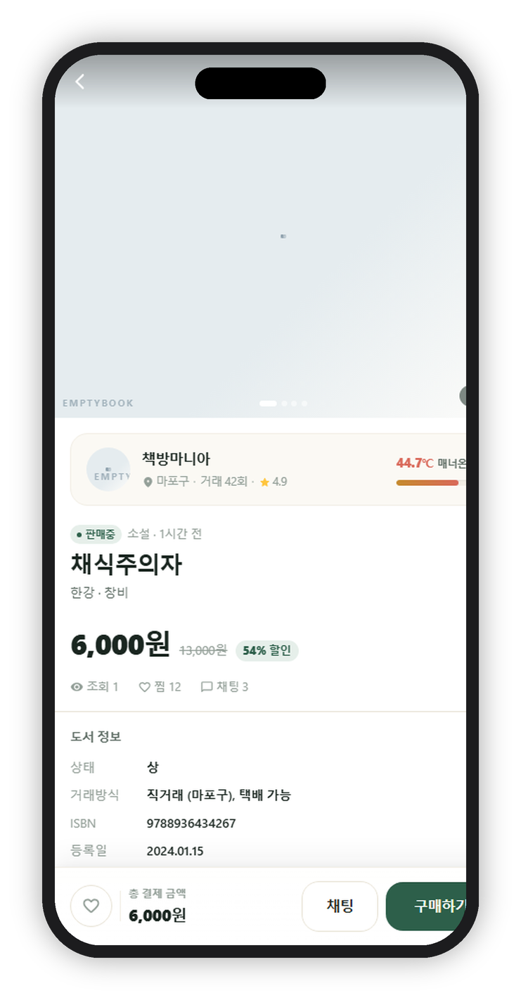 EMPTYBOOK
책방마니아
44.7℃ 매너온
EMPTY
마포구 · 거래 42회 · 4.9
판매중 소설 · 1시간 전
채식주의자
한강 · 창비
6,000원 13,000원 54% 할인
조회 1 찜 12 채팅 3
도서 정보
상태 상
거래방식 직거래 (마포구), 택배 가능
ISBN 9788936434267
등록일 2024.01.15
총 결제 금액
6,000원
채팅
구매하기